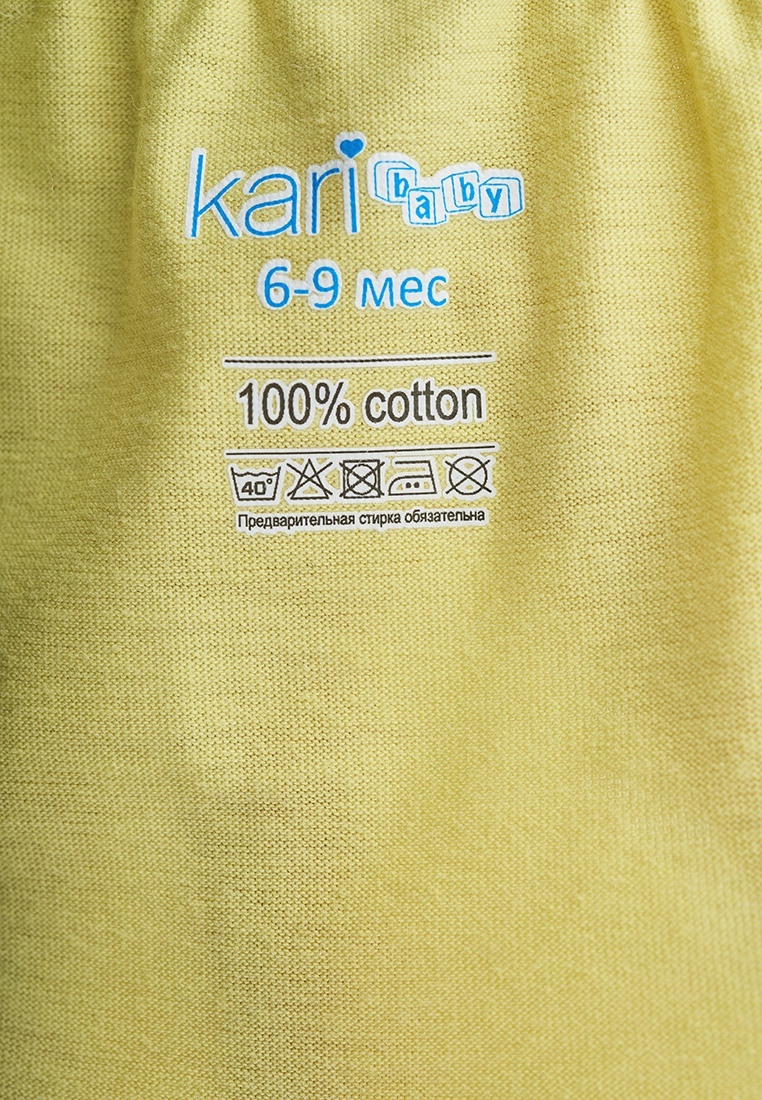 kari baby
6-9 мес
100% cotton
40°
Предварительная стирка обязательна